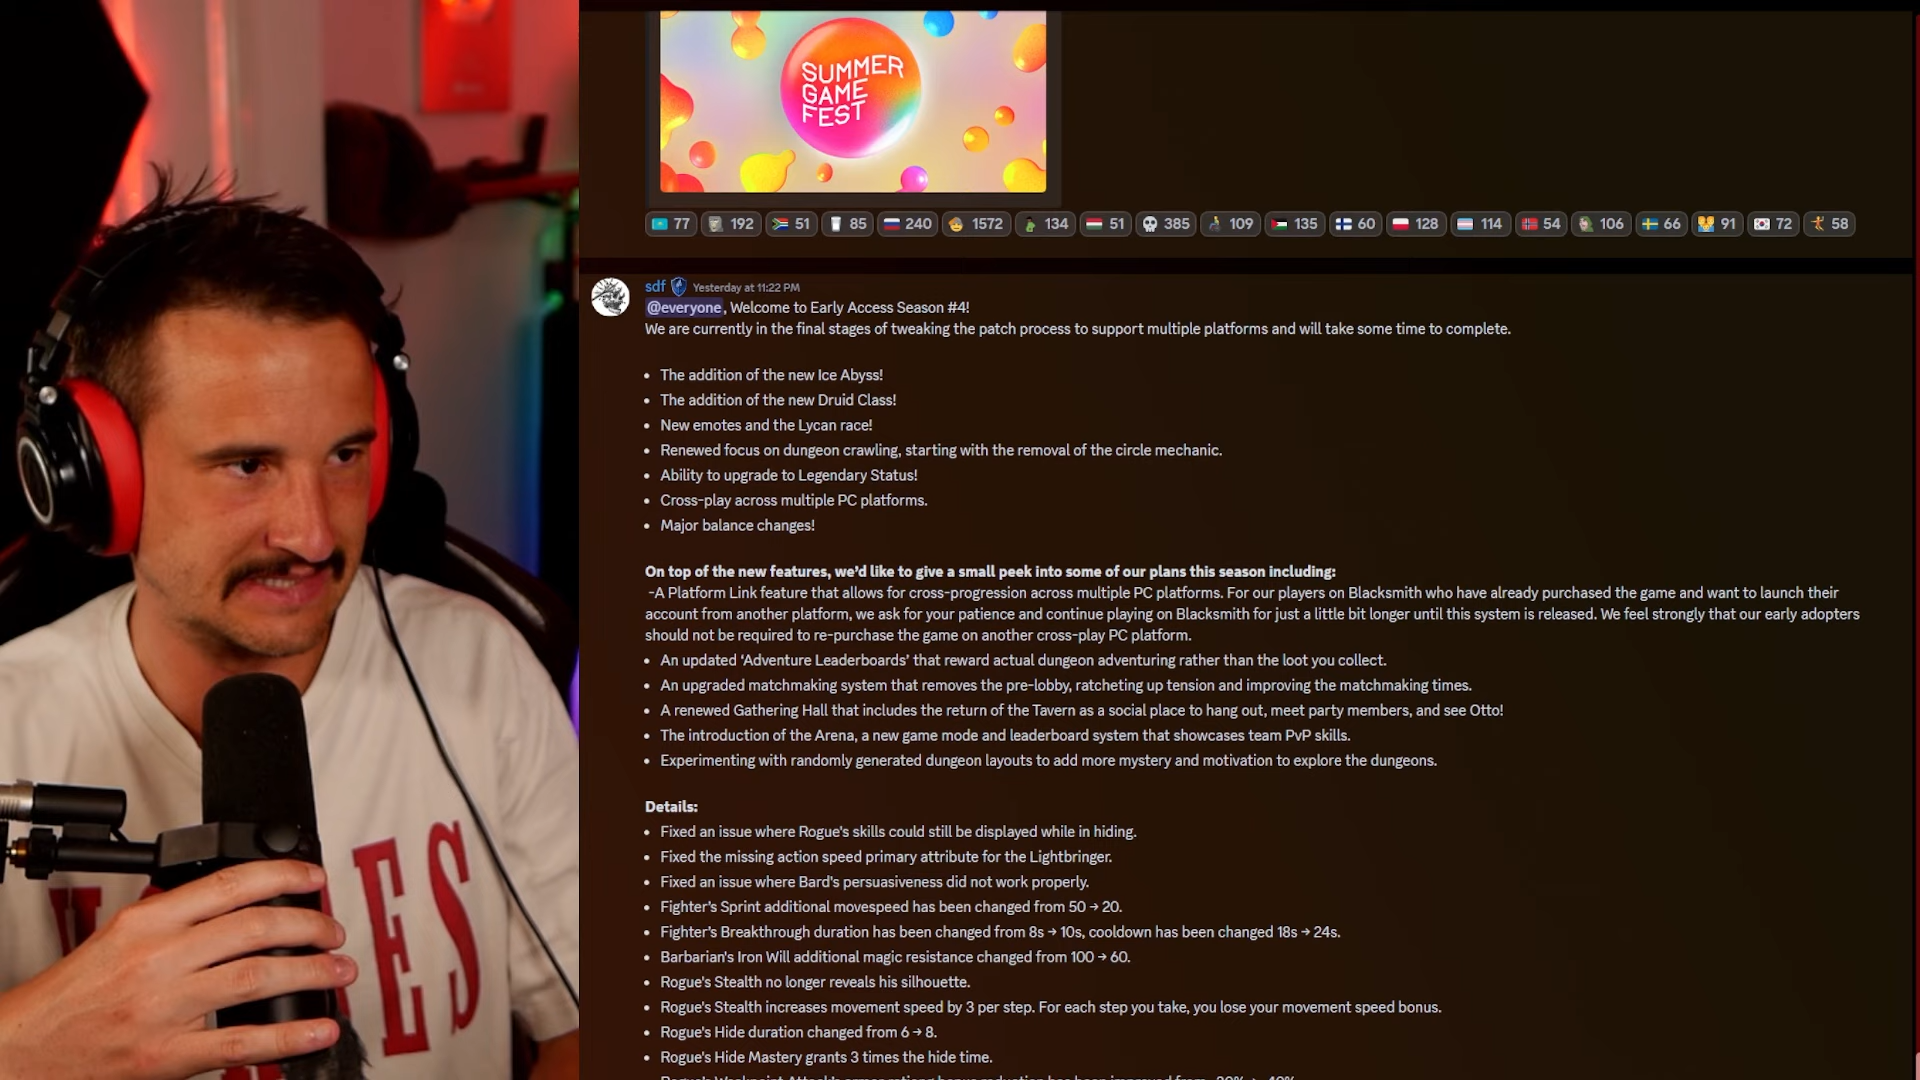 SUMMER
GAME
FEST
77 192 51 85 240 1572 134 51 385 109 135 60 128 114 54 106 66 91 72 58
sdf Yesterday at 11:22 PM
@everyone, Welcome to Early Access Season #4!
We are currently in the final stages of tweaking the patch process to support multiple platforms and will take some time to complete.
• The addition of the new Ice Abyss!
• The addition of the new Druid Class!
• New emotes and the Lycan race!
• Renewed focus on dungeon crawling, starting with the removal of the circle mechanic.
• Ability to upgrade to Legendary Status!
• Cross-play across multiple PC platforms.
• Major balance changes!
On top of the new features, we’d like to give a small peek into some of our plans this season including:
-A Platform Link feature that allows for cross-progression across multiple PC platforms. For our players on Blacksmith who have already purchased the game and want to launch their
account from another platform, we ask for your patience and continue playing on Blacksmith for just a little bit longer until this system is released. We feel strongly that our early adopters
should not be required to re-purchase the game on another cross-play PC platform.
• An updated ‘Adventure Leaderboards’ that reward actual dungeon adventuring rather than the loot you collect.
• An upgraded matchmaking system that removes the pre-lobby, ratcheting up tension and improving the matchmaking times.
• A renewed Gathering Hall that includes the return of the Tavern as a social place to hang out, meet party members, and see Otto!
• The introduction of the Arena, a new game mode and leaderboard system that showcases team PvP skills.
• Experimenting with randomly generated dungeon layouts to add more mystery and motivation to explore the dungeons.
Details:
• Fixed an issue where Rogue's skills could still be displayed while in hiding.
• Fixed the missing action speed primary attribute for the Lightbringer.
• Fixed an issue where Bard's persuasiveness did not work properly.
• Fighter’s Sprint additional movespeed has been changed from 50 → 20.
• Fighter’s Breakthrough duration has been changed from 8s → 10s, cooldown has been changed 18s → 24s.
• Barbarian's Iron Will additional magic resistance changed from 100 → 60.
• Rogue's Stealth no longer reveals his silhouette.
• Rogue's Stealth increases movement speed by 3 per step. For each step you take, you lose your movement speed bonus.
• Rogue's Hide duration changed from 6 → 8.
• Rogue's Hide Mastery grants 3 times the hide time.